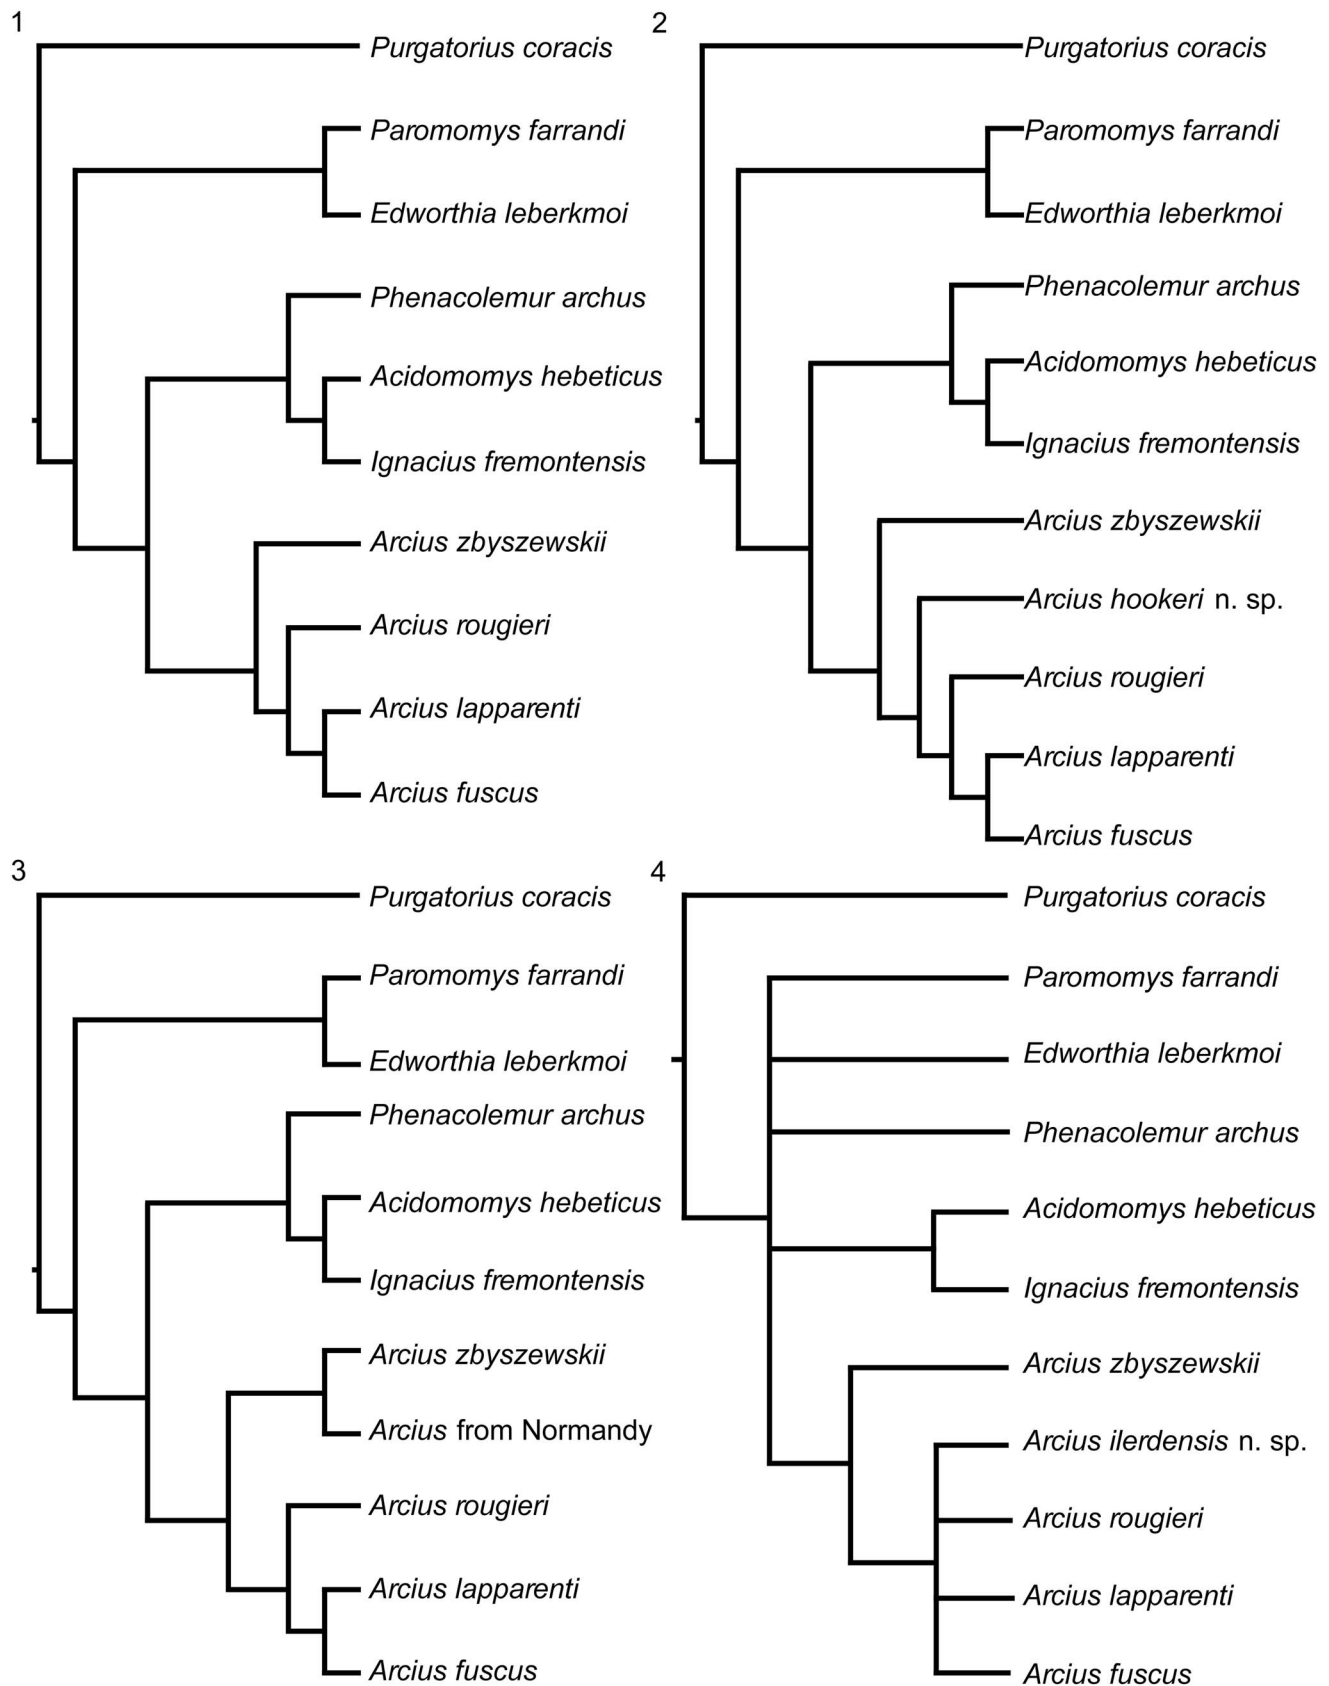 1
Purgatorius coracis
Paromomys farrandi
Edworthia leberkmoi
Phenacolemur archus
Acidomomys hebeticus
Ignacius fremontensis
Arcius zbyszewskii
Arcius rougieri
Arcius lapparenti
Arcius fuscus
2
Purgatorius coracis
Paromomys farrandi
Edworthia leberkmoi
Phenacolemur archus
Acidomomys hebeticus
Ignacius fremontensis
Arcius zbyszewskii
Arcius hookeri n. sp.
Arcius rougieri
Arcius lapparenti
Arcius fuscus
3
Purgatorius coracis
Paromomys farrandi
Edworthia leberkmoi
Phenacolemur archus
Acidomomys hebeticus
Ignacius fremontensis
Arcius zbyszewskii
Arcius from Normandy
Arcius rougieri
Arcius lapparenti
Arcius fuscus
4
Purgatorius coracis
Paromomys farrandi
Edworthia leberkmoi
Phenacolemur archus
Acidomomys hebeticus
Ignacius fremontensis
Arcius zbyszewskii
Arcius ilerdensis n. sp.
Arcius rougieri
Arcius lapparenti
Arcius fuscus